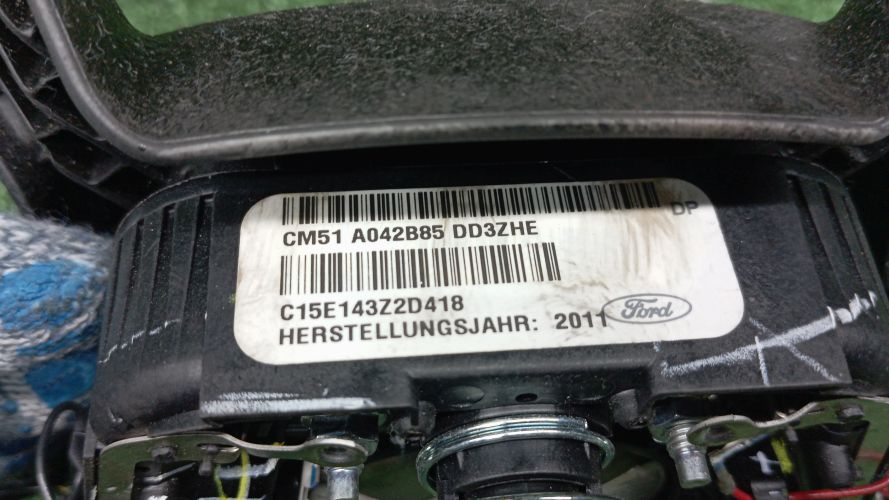 DP
CM51 A042B85 DD3ZHE
C15E143Z2D418
HERSTELLUNGSJAHR: 2011 Ford